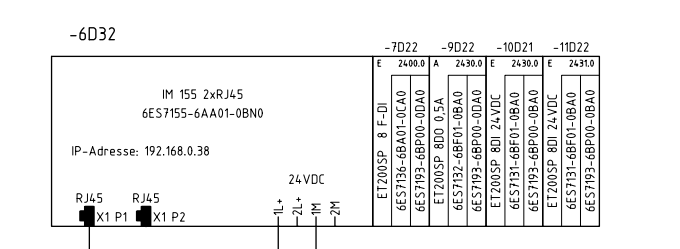 -6D32
-7D22 -9D22 -10D21 -11D22
E 2400.0 A 2430.0 E 2430.0 E 2431.0
IM 155 2xRJ45
6ES7155-6AA01-0BN0
IP-Adresse: 192.168.0.38
24VDC
RJ45 RJ45
X1 P1 X1 P2
1L+ 2L+ 1M 2M
ET200SP 8 F-DI
6ES7136-6BA01-0CA0
6ES7193-6BP00-0DA0
ET200SP 8DO 0,5A
6ES7132-6BF01-0BA0
6ES7193-6BP00-0DA0
ET200SP 8DI 24VDC
6ES7131-6BF01-0BA0
6ES7193-6BP00-0BA0
ET200SP 8DI 24VDC
6ES7131-6BF01-0BA0
6ES7193-6BP00-0BA0